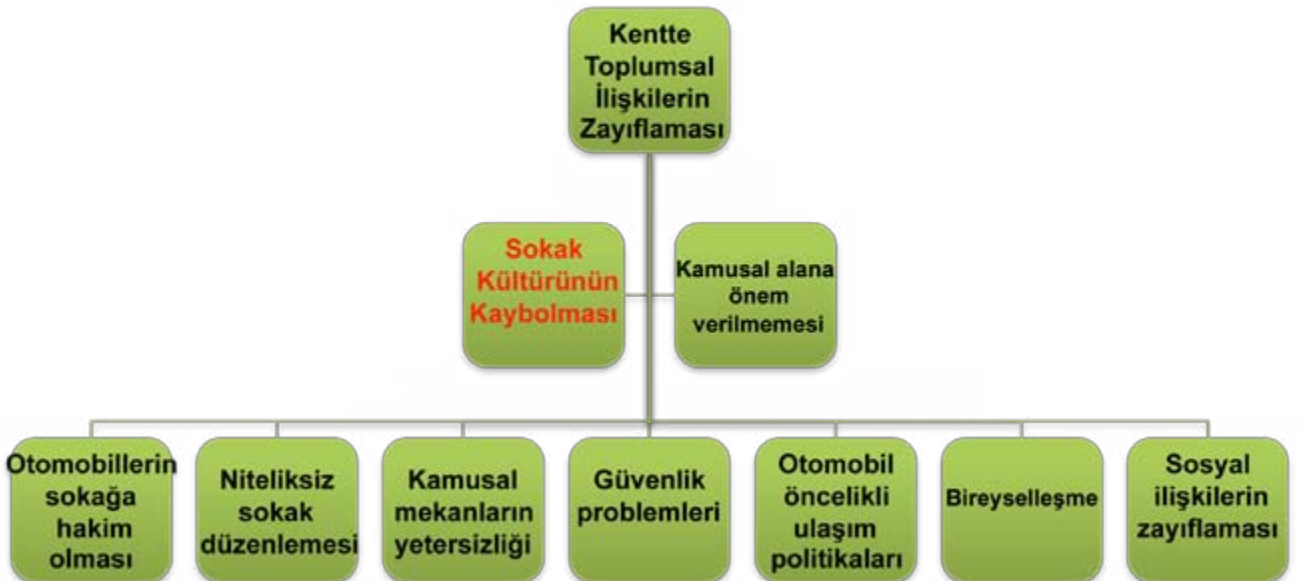 Kentte
Toplumsal
İlişkilerin
Zayıflaması
Sokak
Kültürünün
Kaybolması
Kamusal alana
önem
verilmemesi
Otomobillerin
sokağa
hakim
olması
Niteliksiz
sokak
düzenlemesi
Kamusal
mekanların
yetersizliği
Güvenlik
problemleri
Otomobil
öncelikli
ulaşım
politikaları
Bireyselleşme
Sosyal
ilişkilerin
zayıflaması